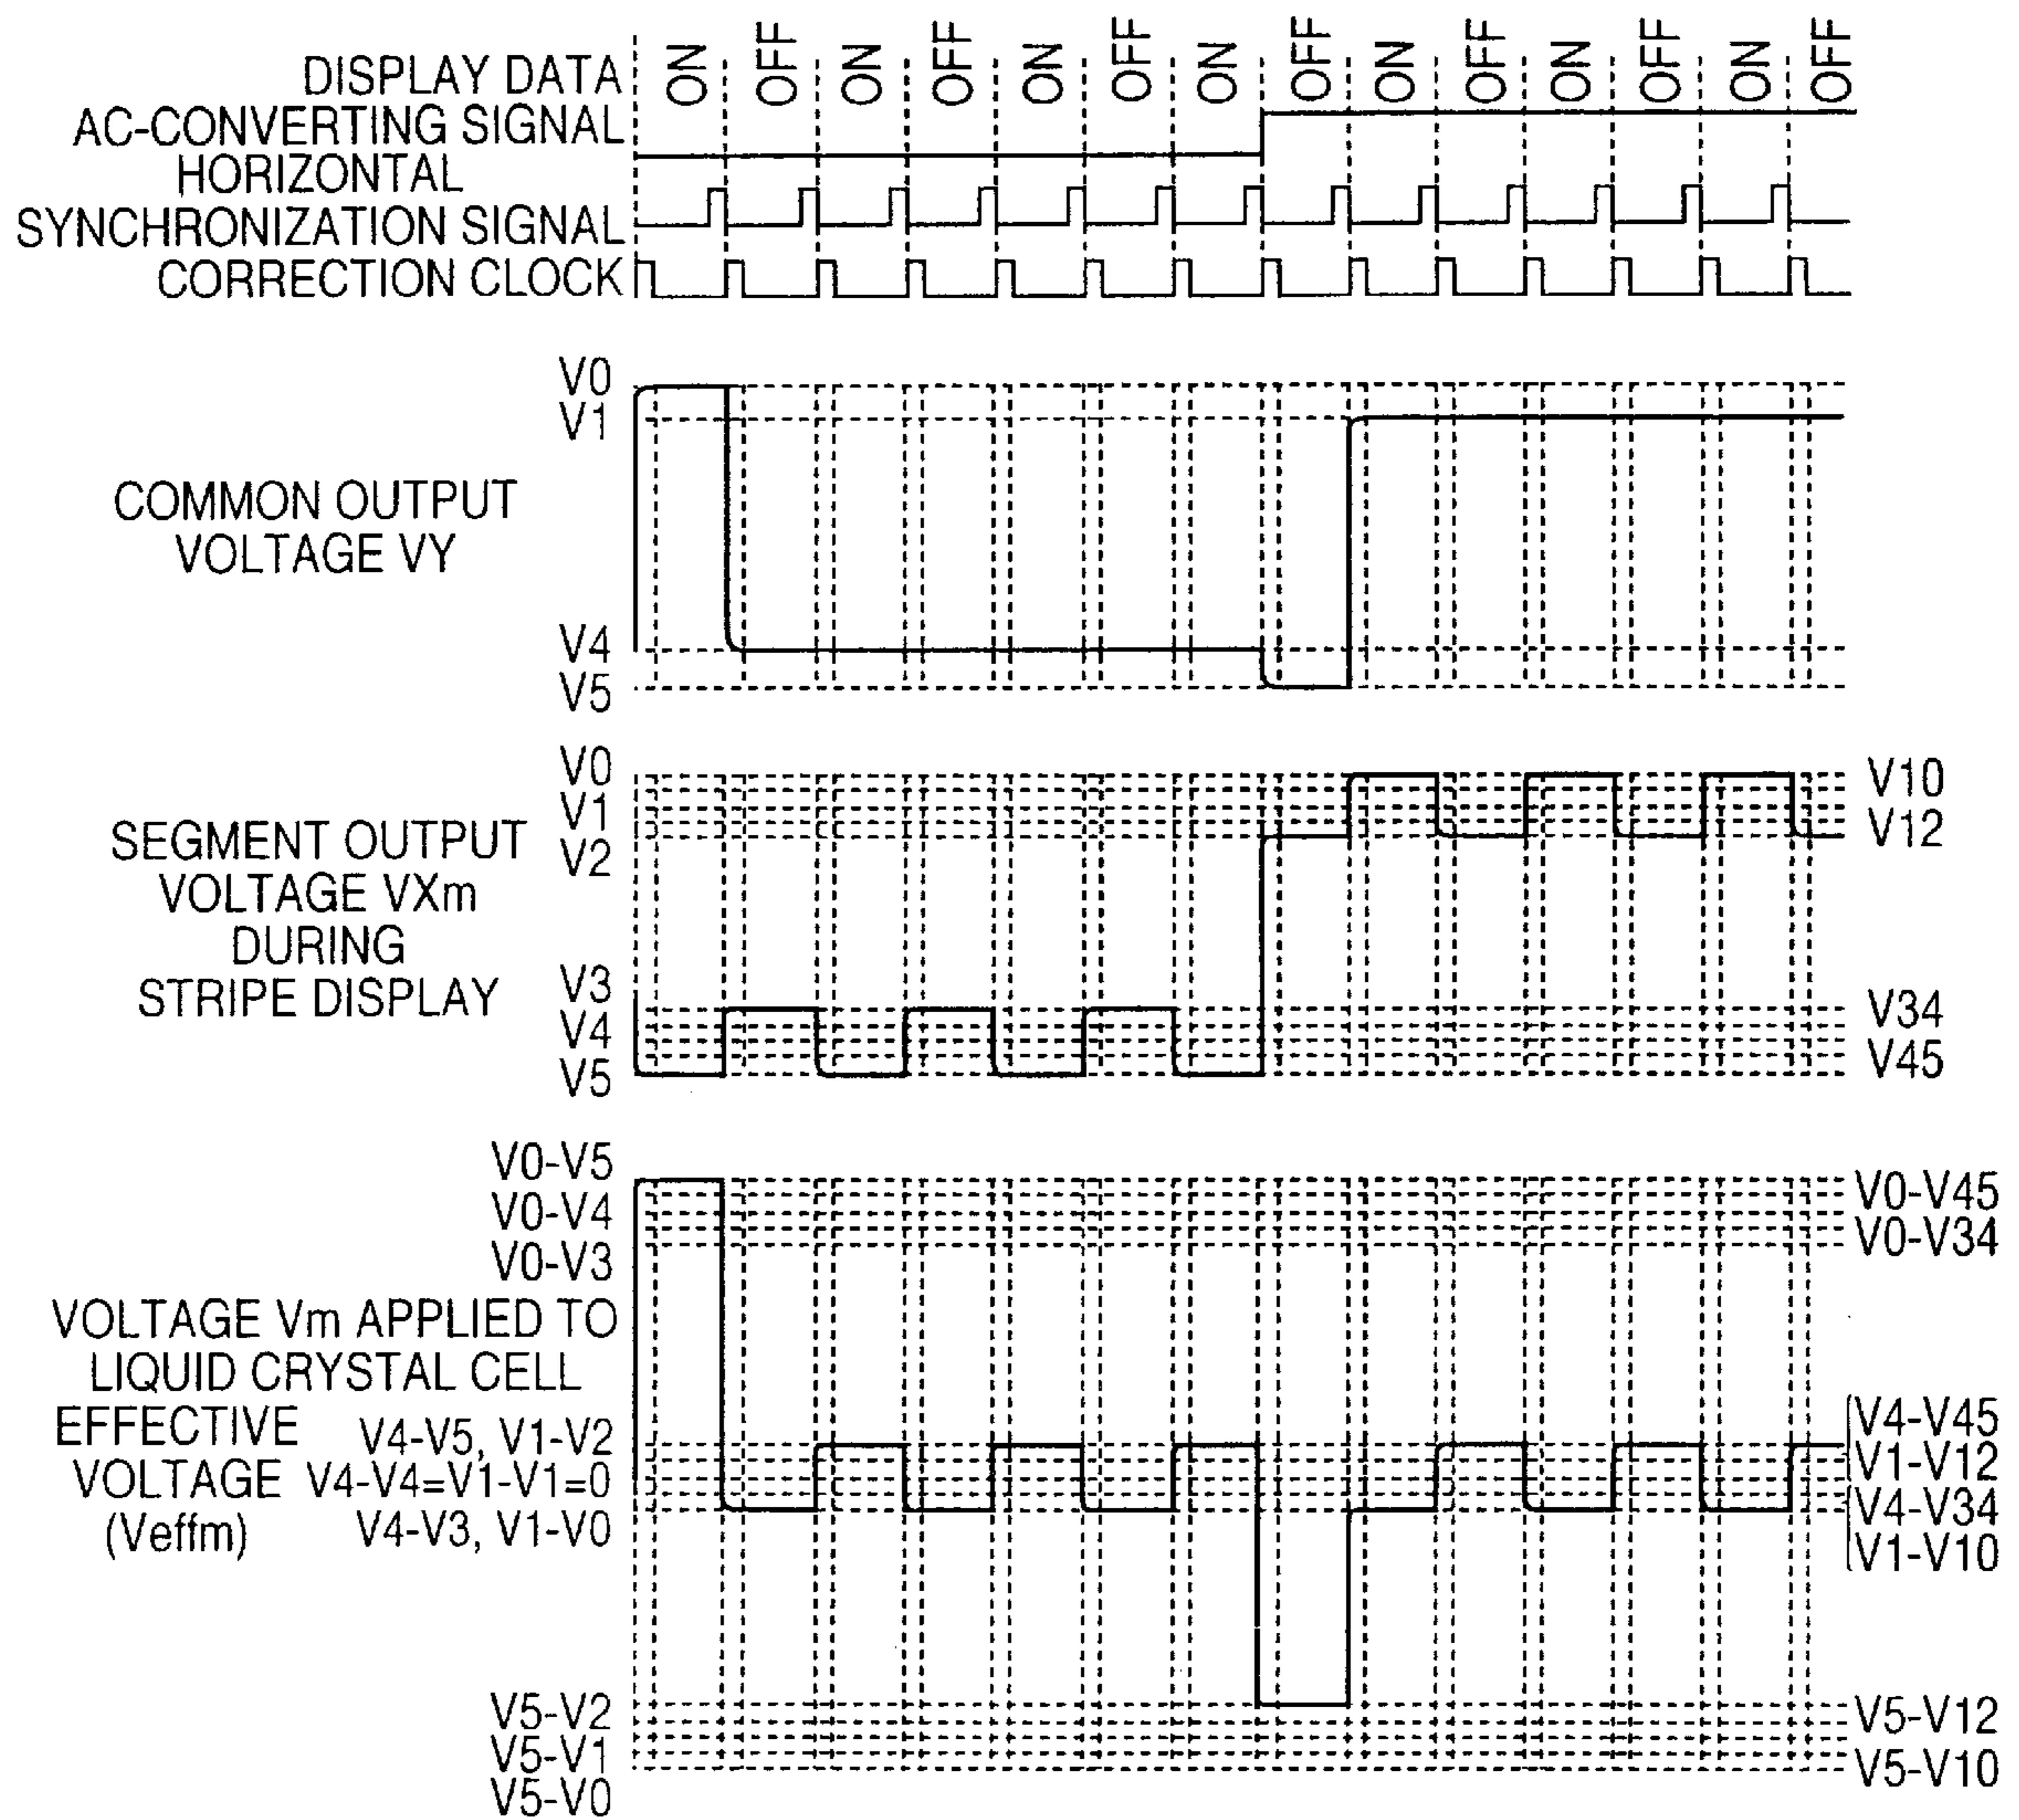 DISPLAY DATA ON OFF ON OFF ON OFF ON OFF ON OFF ON OFF ON OFF
AC-CONVERTING SIGNAL
HORIZONTAL
SYNCHRONIZATION SIGNAL
CORRECTION CLOCK
V0
V1
COMMON OUTPUT
VOLTAGE VY
V4
V5
V0
V10
V1
V12
V2
SEGMENT OUTPUT
VOLTAGE VXm
DURING
STRIPE DISPLAY
V3
V34
V4
V45
V5
V0-V5
V0-V45
V0-V4
V0-V34
V0-V3
VOLTAGE Vm APPLIED TO
LIQUID CRYSTAL CELL
EFFECTIVE
VOLTAGE
(Veffm)
V4-V5, V1-V2
V4-V4=V1-V1=0
V4-V3, V1-V0
V4-V45
V1-V12
V4-V34
V1-V10
V5-V2
V5-V12
V5-V1
V5-V10
V5-V0